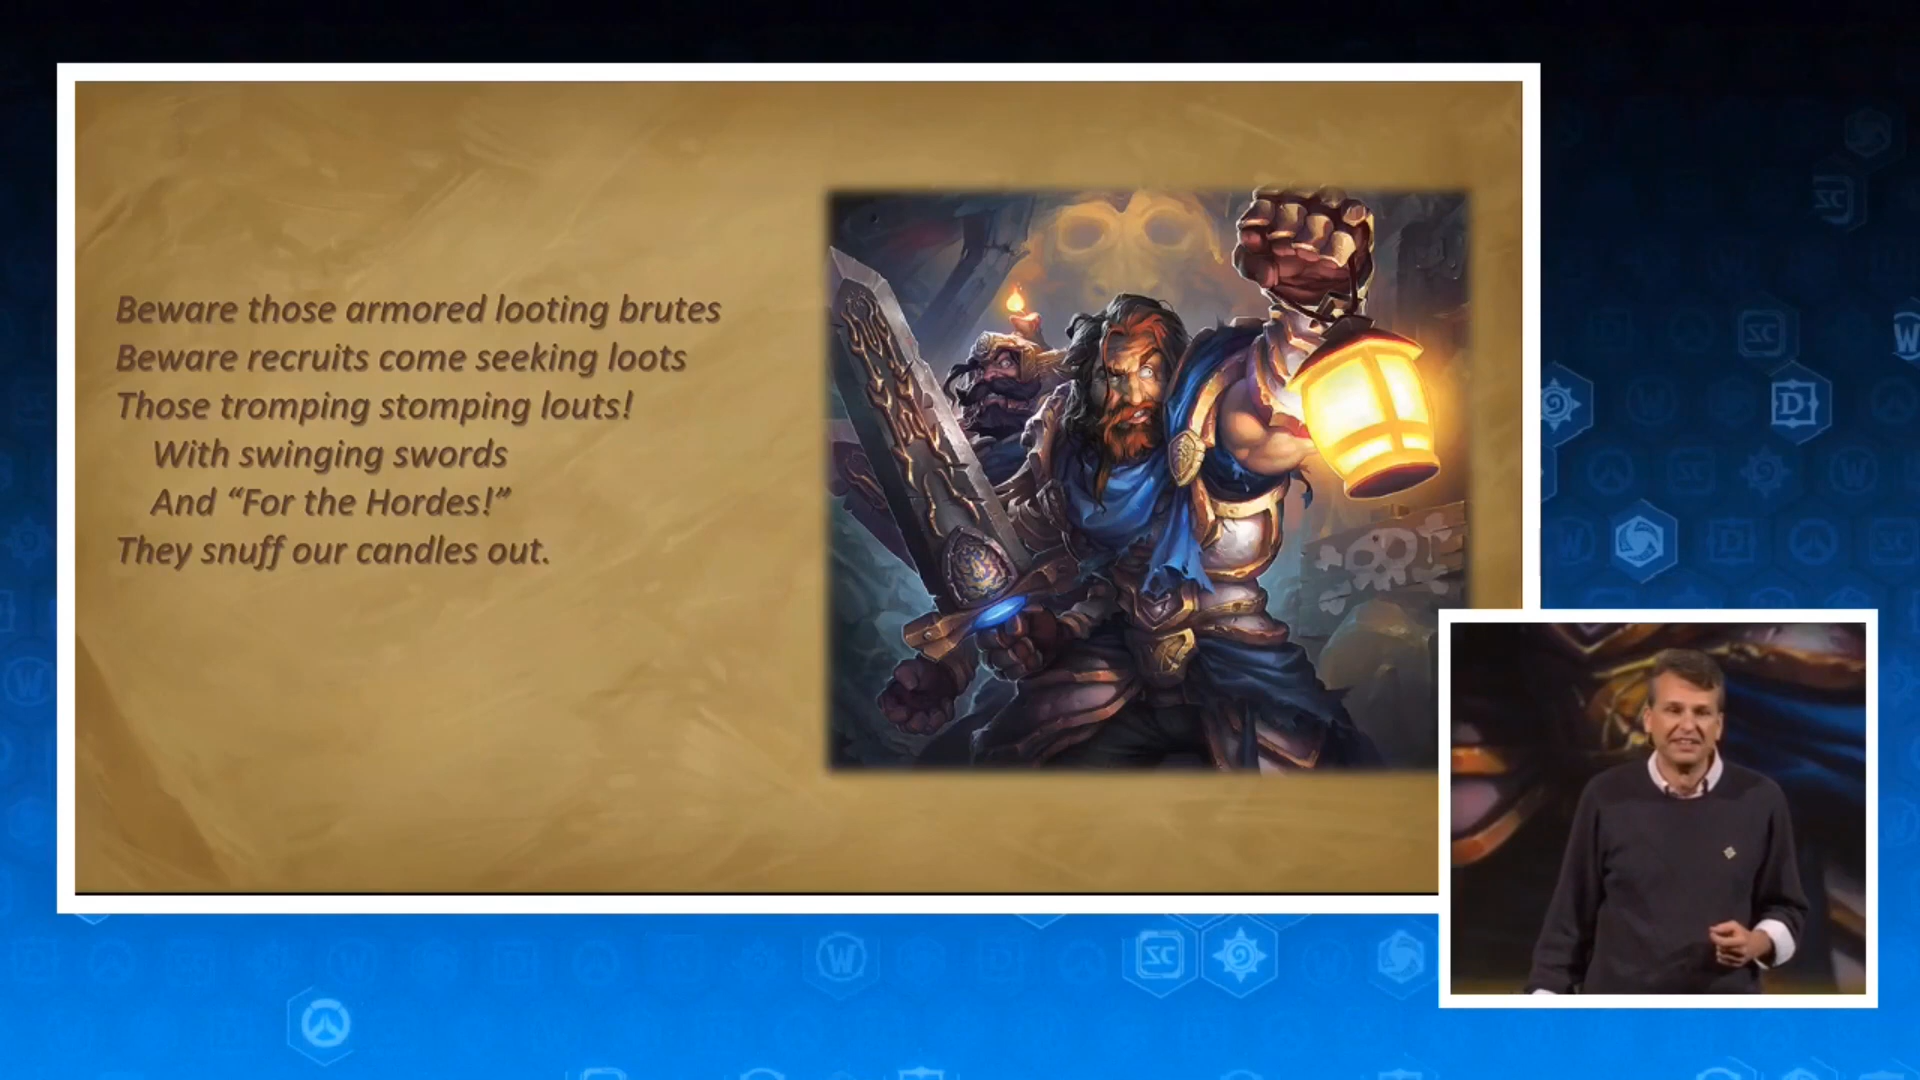 Beware those armored looting brutes
Beware recruits come seeking loots
Those tromping stomping louts!
With swinging swords
And “For the Hordes!”
They snuff our candles out.